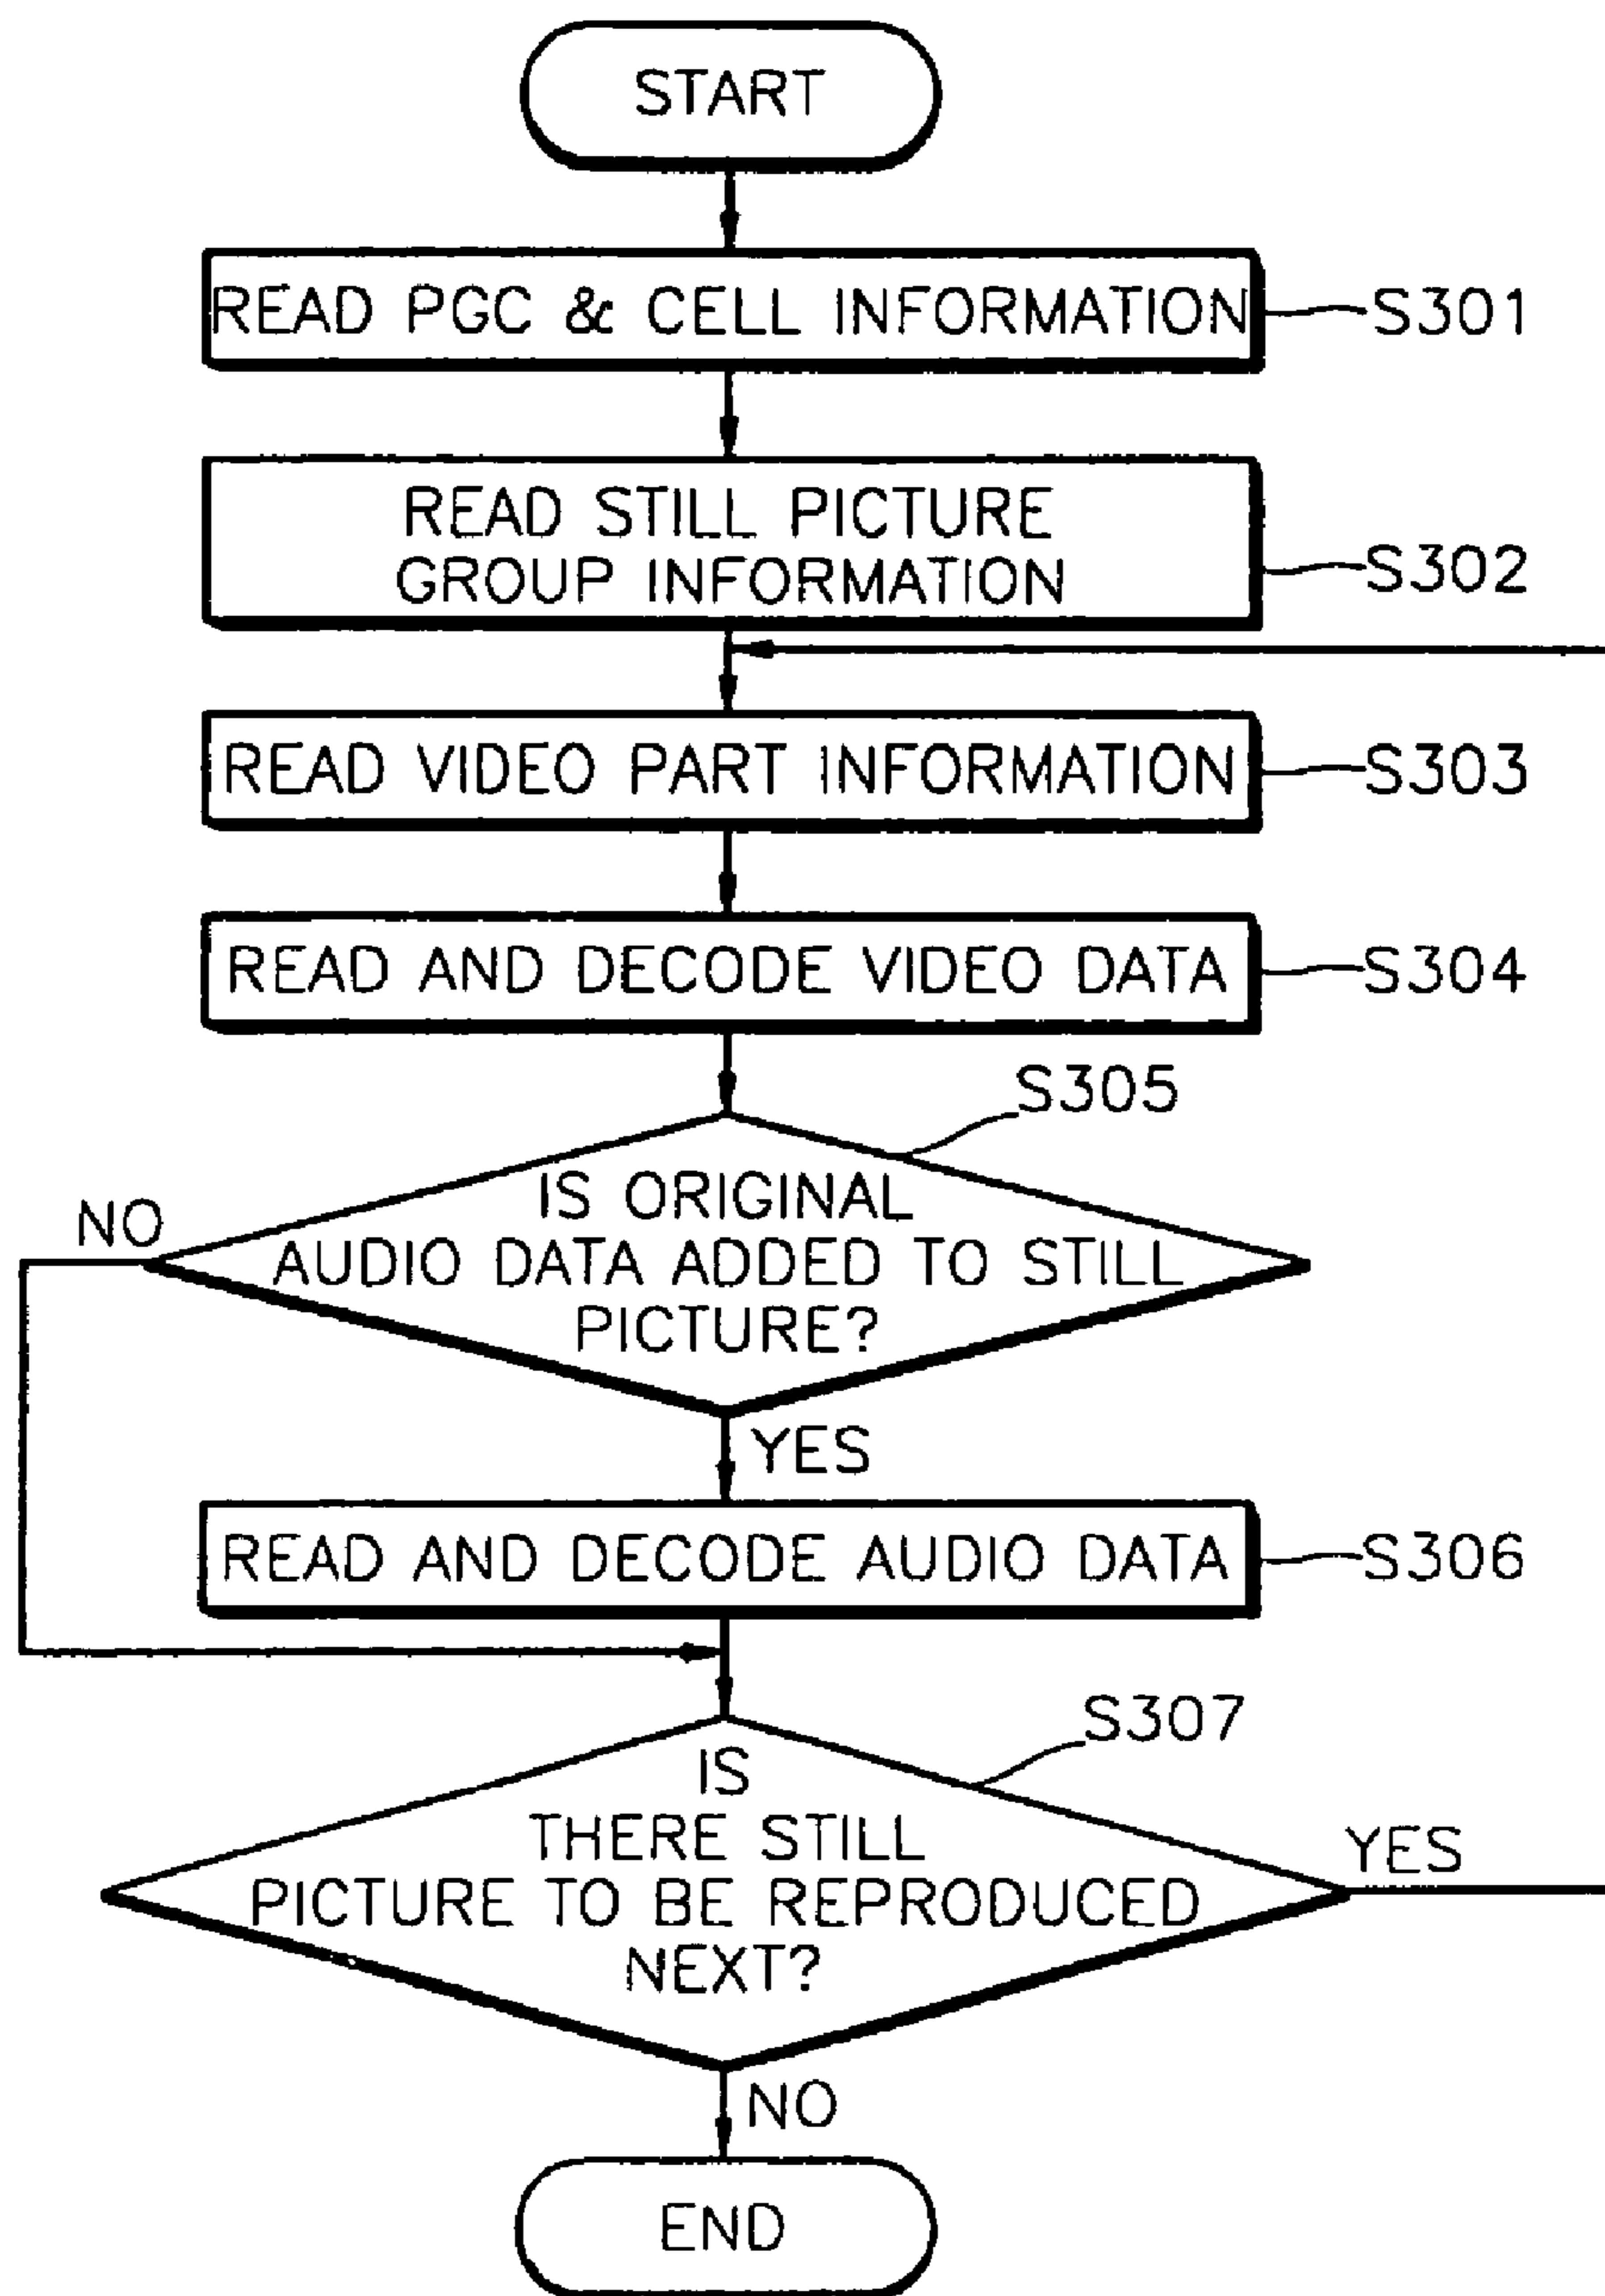 START
READ PGC & CELL INFORMATION
S301
READ STILL PICTURE
GROUP INFORMATION
S302
READ VIDEO PART INFORMATION
S303
READ AND DECODE VIDEO DATA
S304
S305
IS ORIGINAL
AUDIO DATA ADDED TO STILL
PICTURE?
NO
YES
READ AND DECODE AUDIO DATA
S306
S307
IS
THERE STILL
PICTURE TO BE REPRODUCED
NEXT?
YES
NO
END